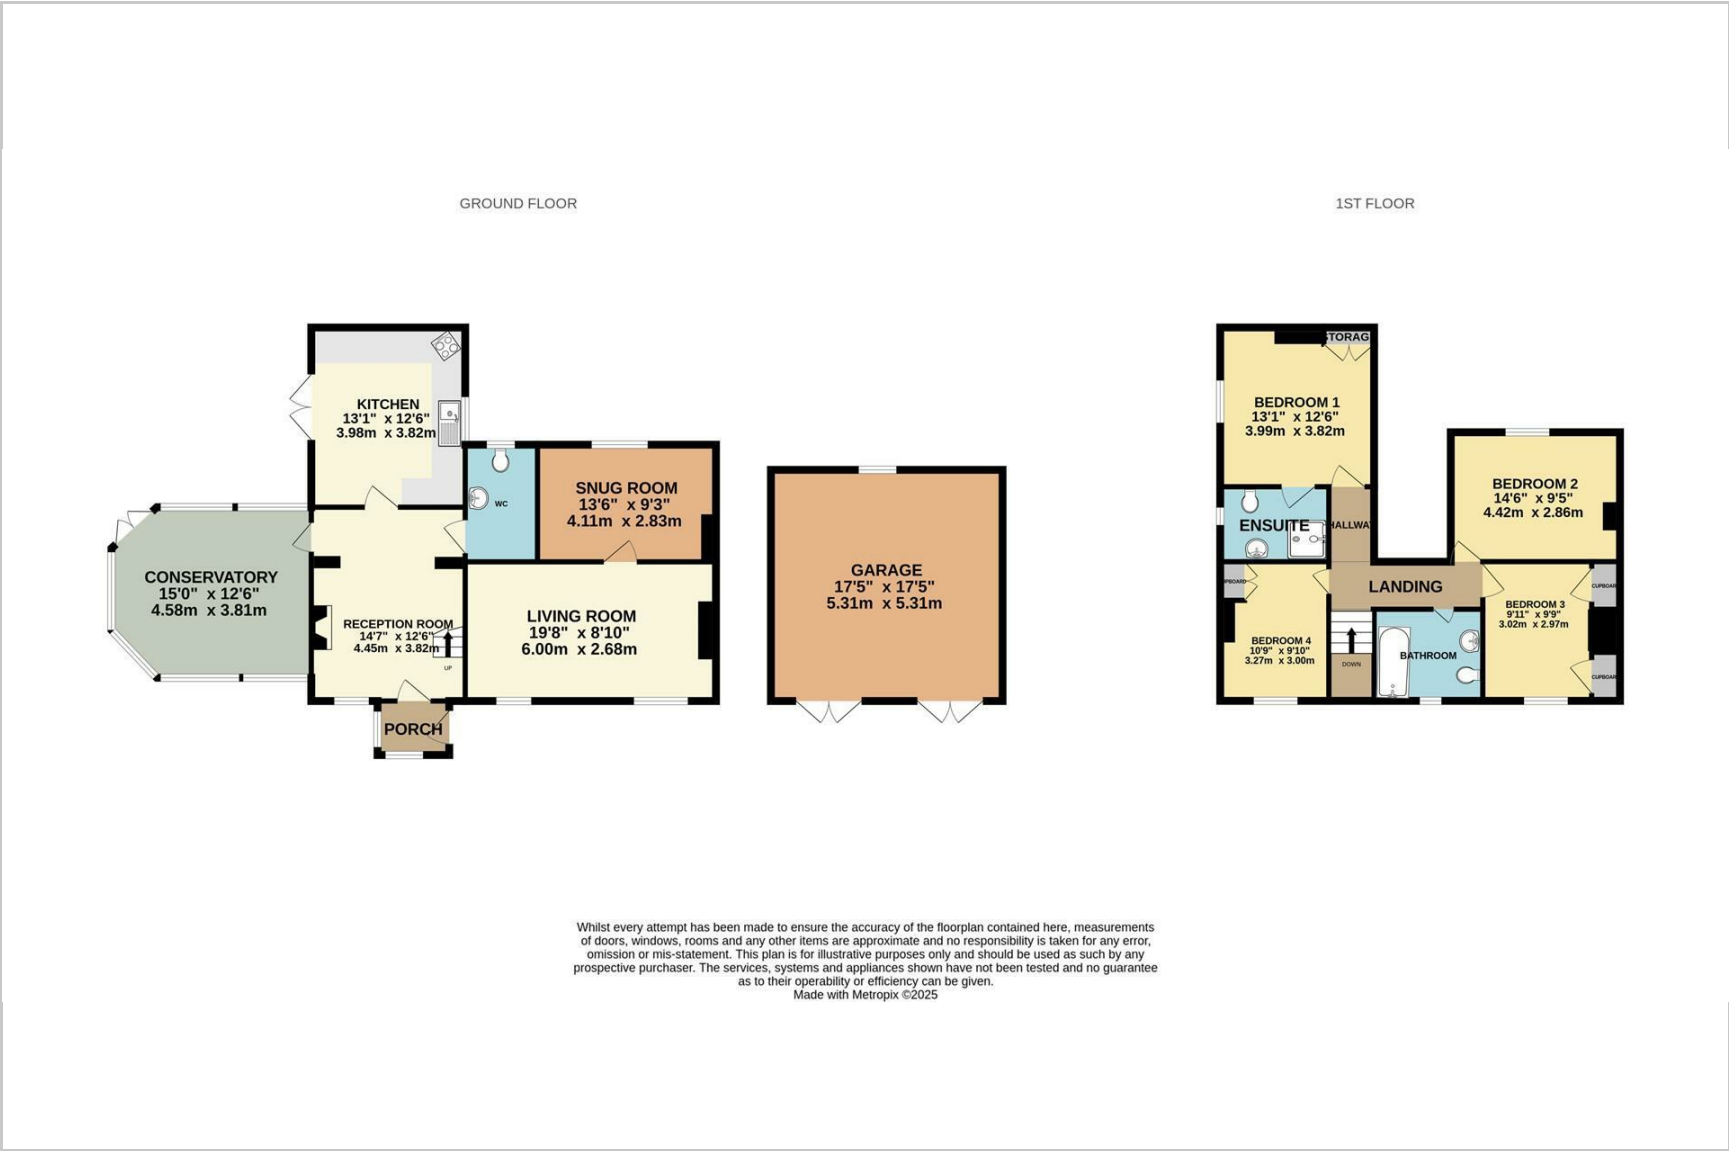 GROUND FLOOR
1ST FLOOR
KITCHEN
13'1" x 12'6"
3.98m x 3.82m
WC
SNUG ROOM
13'6" x 9'3"
4.11m x 2.83m
CONSERVATORY
15'0" x 12'6"
4.58m x 3.81m
RECEPTION ROOM
14'7" x 12'6"
4.45m x 3.82m
UP
LIVING ROOM
19'8" x 8'10"
6.00m x 2.68m
PORCH
GARAGE
17'5" x 17'5"
5.31m x 5.31m
STORAG
BEDROOM 1
13'1" x 12'6"
3.99m x 3.82m
BEDROOM 2
14'6" x 9'5"
4.42m x 2.86m
ENSUITE
HALLWA
LANDING
UPBOARD
CUPBOAR
BEDROOM 3
9'11" x 9'9"
3.02m x 2.97m
BEDROOM 4
10'9" x 9'10"
3.27m x 3.00m
DOWN
BATHROOM
CUPBOAR
Whilst every attempt has been made to ensure the accuracy of the floorplan contained here, measurements
of doors, windows, rooms and any other items are approximate and no responsibility is taken for any error,
omission or mis-statement. This plan is for illustrative purposes only and should be used as such by any
prospective purchaser. The services, systems and appliances shown have not been tested and no guarantee
as to their operability or efficiency can be given.
Made with Metropix ©2025